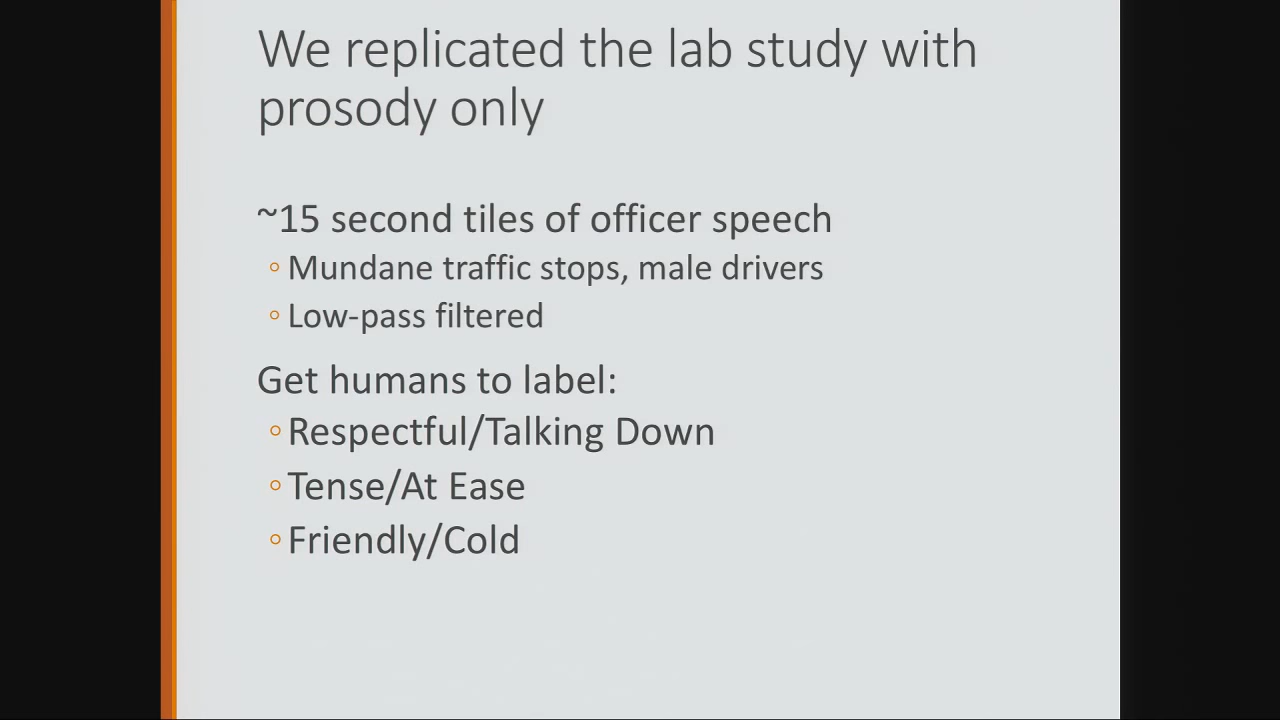 We replicated the lab study with
prosody only
~15 second tiles of officer speech
◦ Mundane traffic stops, male drivers
◦ Low-pass filtered
Get humans to label:
◦ Respectful/Talking Down
◦ Tense/At Ease
◦ Friendly/Cold